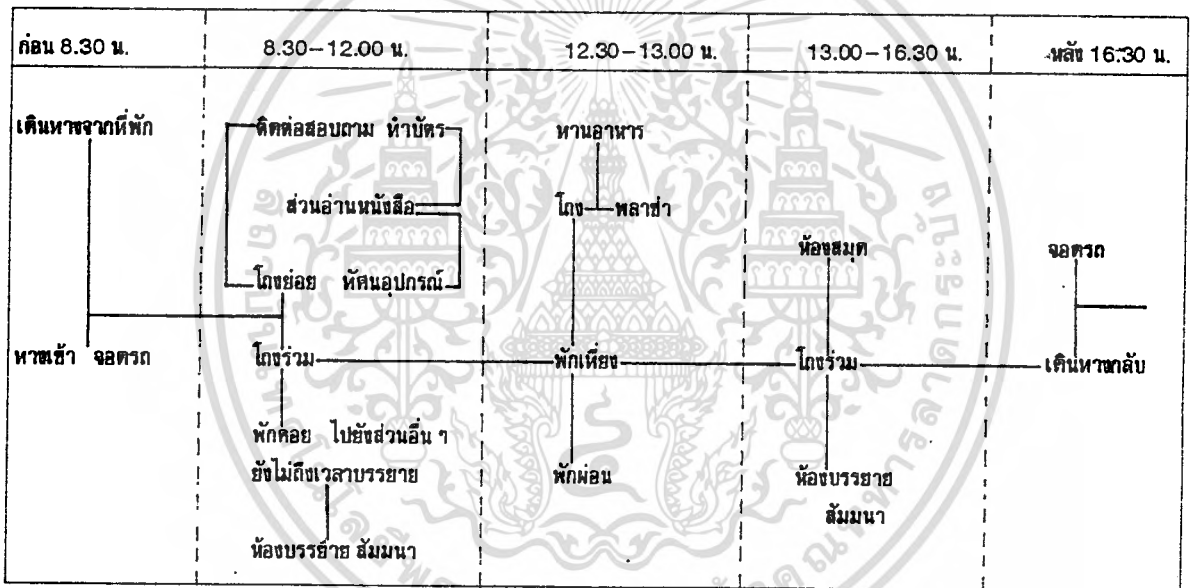 ก่อน 8.30 น. 8.30–12.00 น. 12.30–13.00 น. 13.00–16.30 น. หลัง 16.30 น.
เดินทางจากที่พัก
ติดต่อสอบถาม ทำบัตร
ทานอาหาร
ส่วนอ่านหนังสือ
โถง พลาซ่า
ห้องสมุด
จอดรถ
โถงย่อย ทัศนอุปกรณ์
ทางเข้า จอดรถ
โถงร่วม
พักเที่ยง
โถงร่วม
เดินทางกลับ
พักคอย ไปยังส่วนอื่น ๆ
ยังไม่ถึงเวลาบรรยาย
พักผ่อน
ห้องบรรยาย
สัมมนา
ห้องบรรยาย สัมมนา